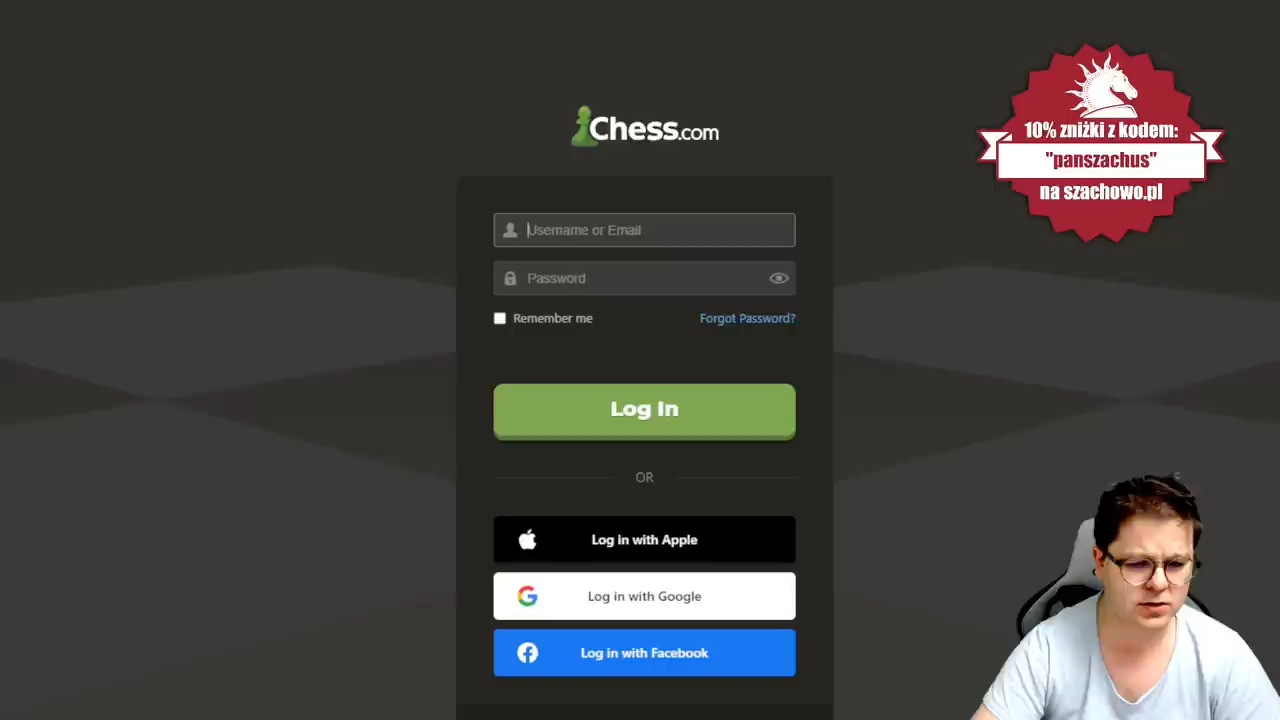 Chess.com
10% zniżki z kodem:
"panszachus"
na szachowo.pl
Username or Email
Password
Remember me
Forgot Password?
Log In
OR
Log in with Apple
Log in with Google
Log in with Facebook